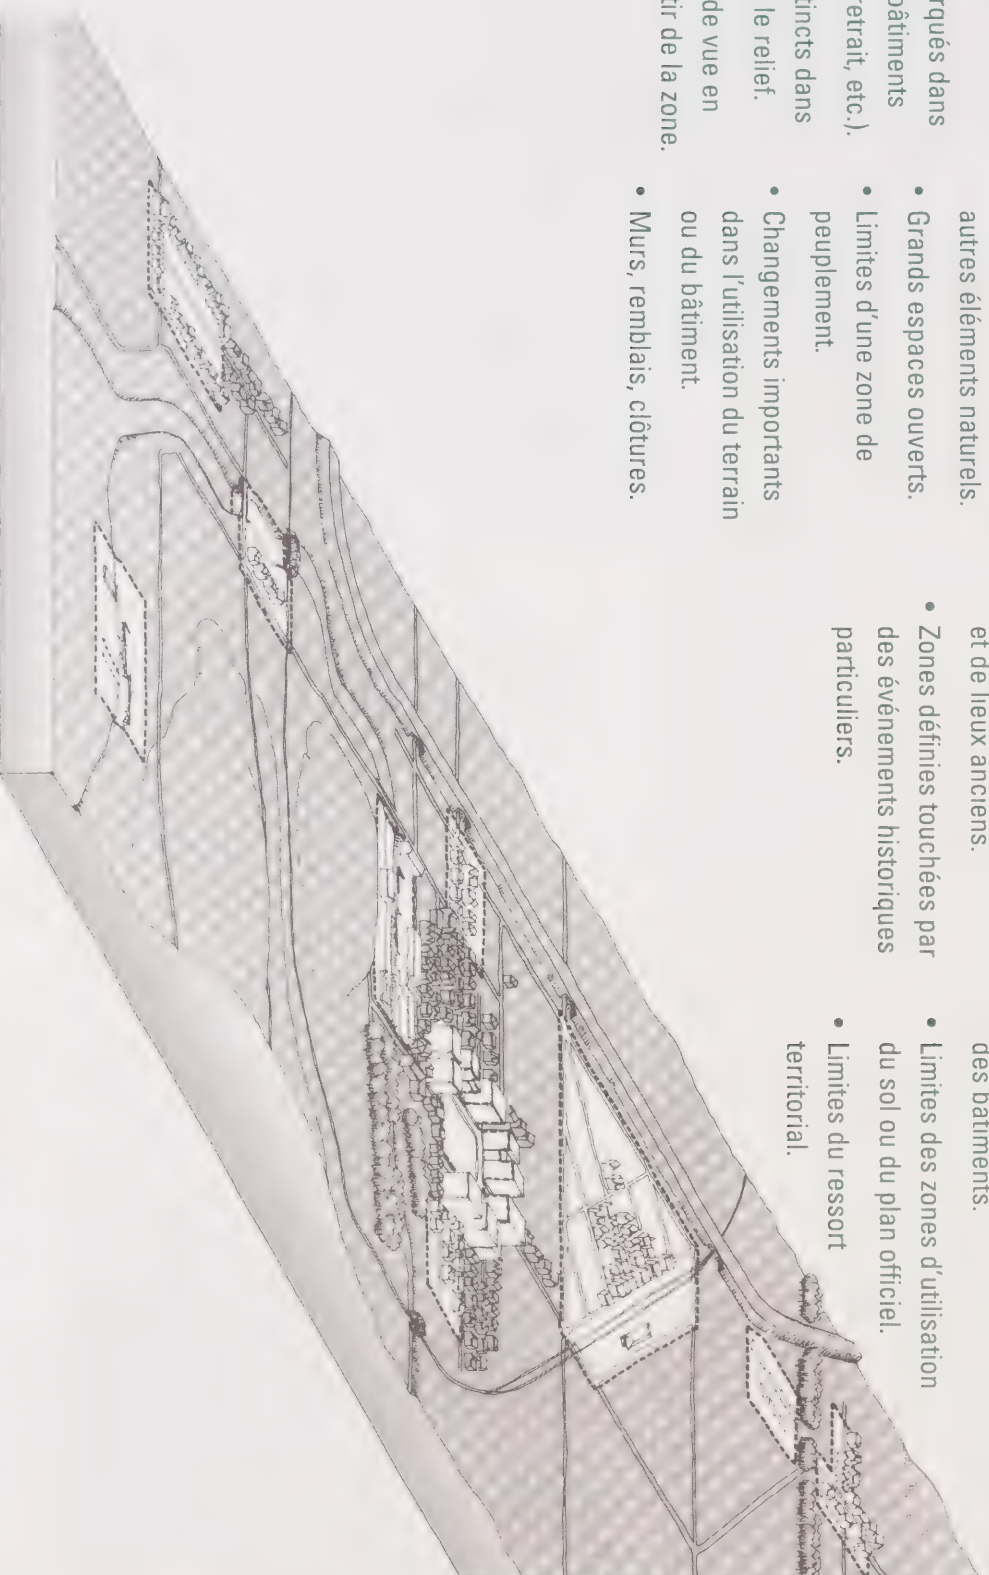 rqués dans
bâtiments
retrait, etc.).
tincts dans
le relief.
de vue en
tir de la zone.
autres éléments naturels.
• Grands espaces ouverts.
• Limites d'une zone de
peuplement.
• Changements importants
dans l'utilisation du terrain
ou du bâtiment.
• Murs, remblais, clôtures.
et de lieux anciens.
• Zones définies touchées par
des événements historiques
particuliers.
des batiments.
• Limites des zones d'utilisation
du sol ou du plan officiel.
• Limites du ressort
territorial.